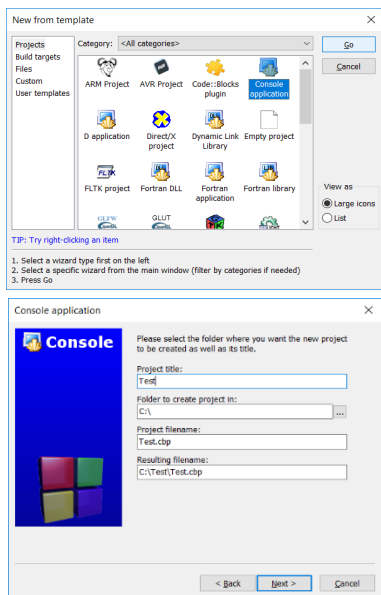 New from template
Projects
Build targets
Files
Custom
User templates
Category: <All categories>
Go
Cancel
ARM Project
AVR Project
Code::Blocks
plugin
Console
application
D application
Direct/X
project
Dynamic Link
Library
Empty project
FLTK
FLTK project
Fortran DLL
Fortran
application
Fortran library
GLFW
OpenGL
GLUT
OpenGL
View as
Large icons
List
TIP: Try right-clicking an item
1. Select a wizard type first on the left
2. Select a specific wizard from the main window (filter by categories if needed)
3. Press Go
Console application
Console
Please select the folder where you want the new project
to be created as well as its title.
Project title:
Test
Folder to create project in:
C:\
...
Project filename:
Test.cbp
Resulting filename:
C:\Test\Test.cbp
< Back
Next >
Cancel